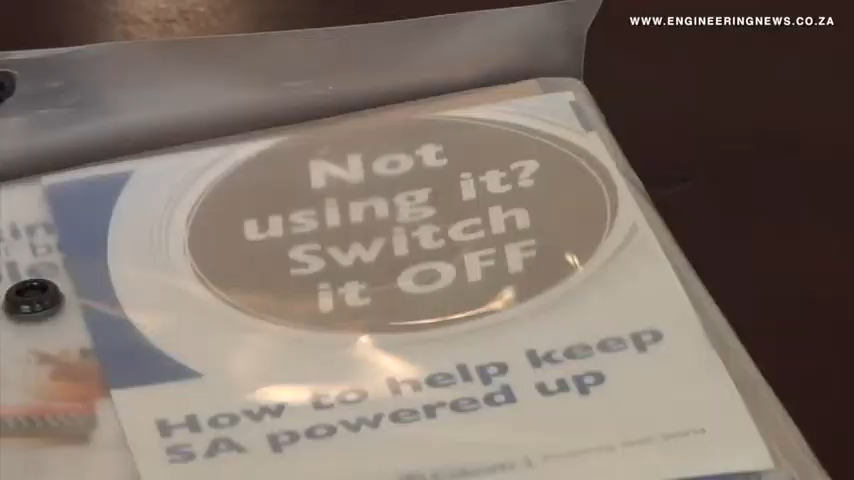 WWW.ENGINEERINGNEWS.CO.ZA
Not
using it?
Switch
it OFF
How to help keep
SA powered up